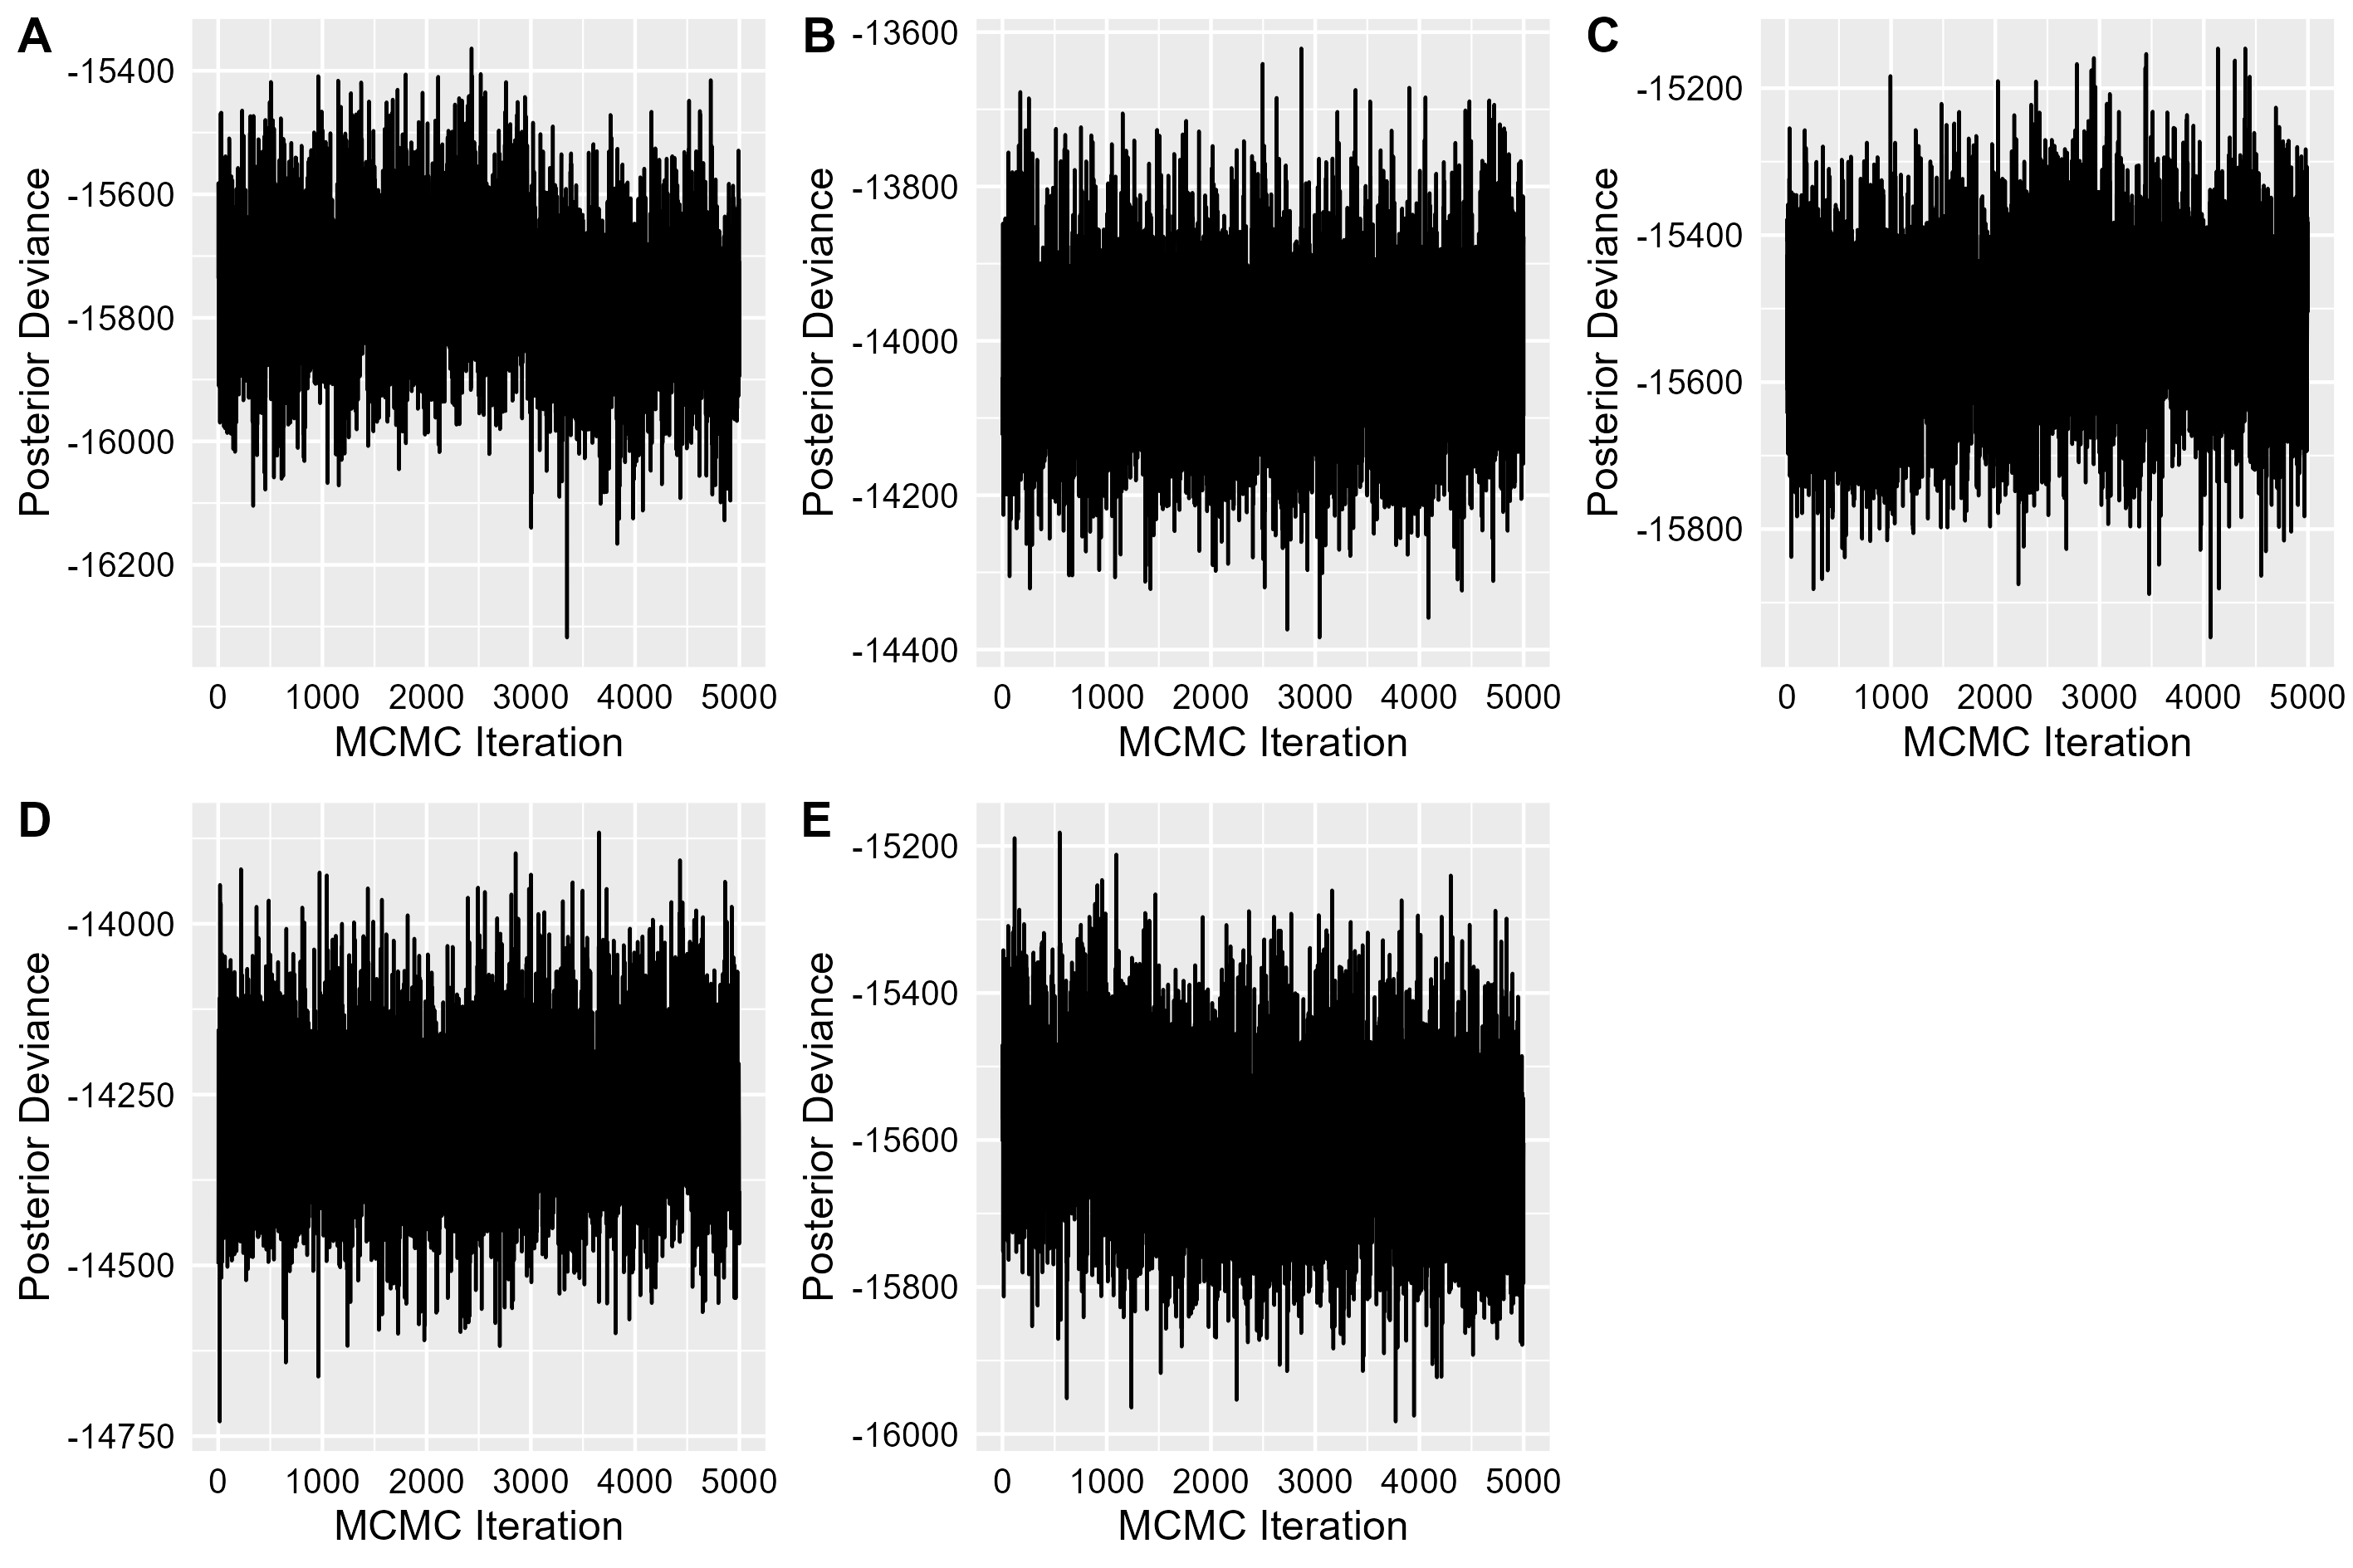 A
Posterior Deviance
-15400
-15600
-15800
-16000
-16200
0 1000 2000 3000 4000 5000
MCMC Iteration
B
Posterior Deviance
-13600
-13800
-14000
-14200
-14400
0 1000 2000 3000 4000 5000
MCMC Iteration
C
Posterior Deviance
-15200
-15400
-15600
-15800
0 1000 2000 3000 4000 5000
MCMC Iteration
D
Posterior Deviance
-14000
-14250
-14500
-14750
0 1000 2000 3000 4000 5000
MCMC Iteration
E
Posterior Deviance
-15200
-15400
-15600
-15800
-16000
0 1000 2000 3000 4000 5000
MCMC Iteration